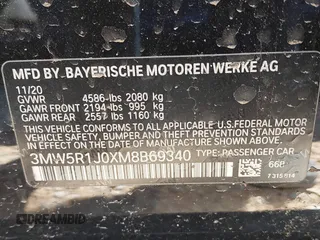 MFD BY BAYERISCHE MOTOREN WERKE AG
11/20
GVWR 4586-lbs 2080 kg
GAWR FRONT 2194-lbs 995 kg
GAWR REAR 2557-lbs 1160 kg
THIS VEHICLE CONFORMS TO ALL APPLICABLE U.S.FEDERAL MOTOR
VEHICLE SAFETY, BUMPER, AND THEFT PREVENTION STANDARDS
IN EFFECT ON THE DATE OF MANUFACTURE SHOWN ABOVE.
3MW5R1J0XM8B69340 TYPE: PASSENGER CAR
668
DREAMBID